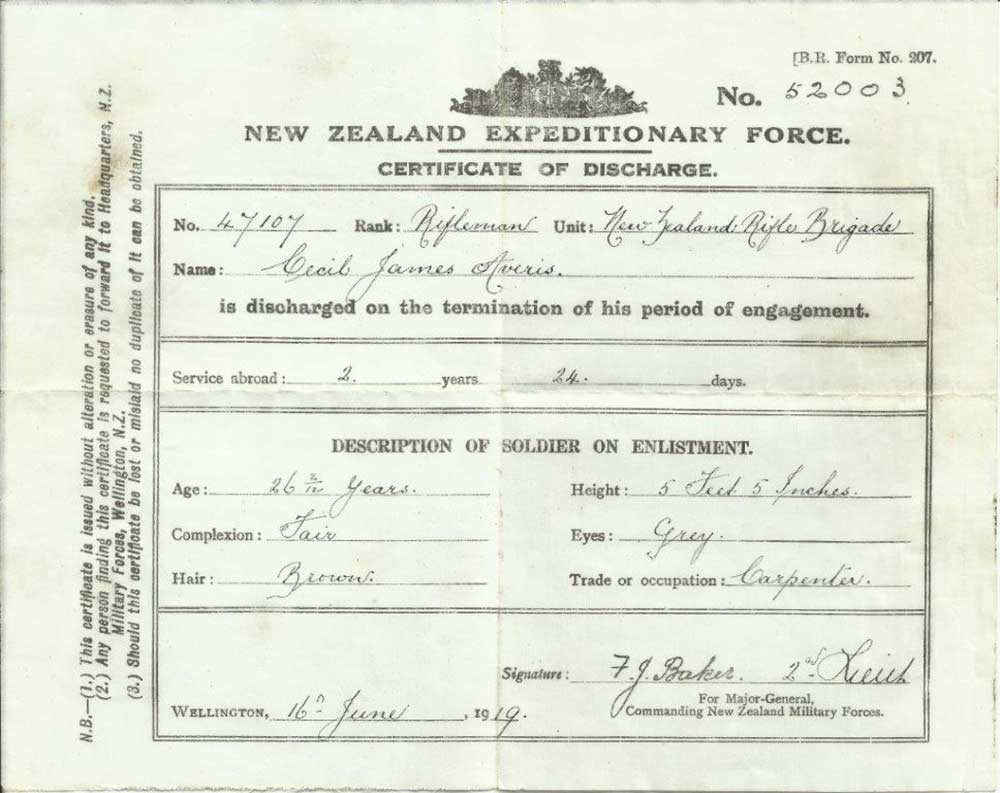 [B.R. Form No. 207.
No. 52003
NEW ZEALAND EXPEDITIONARY FORCE.
CERTIFICATE OF DISCHARGE.
No. 47107 Rank: Rifleman Unit: New Zealand Rifle Brigade
Name: Cecil James Averis.
is discharged on the termination of his period of engagement.
Service abroad: 2. years 24. days.
DESCRIPTION OF SOLDIER ON ENLISTMENT.
Age: 26 2/12 Years. Height: 5 Feet 5 Inches.
Complexion: Fair Eyes: Grey.
Hair: Brown. Trade or occupation: Carpenter.
Signature: F. J. Baker. 2nd Lieut
For Major-General,
WELLINGTON, 16th June, 1919. Commanding New Zealand Military Forces.
N.B.—(1.) This certificate is issued without alteration or erasure of any kind.
(2.) Any person finding this certificate is requested to forward it to Headquarters, N.Z.
Military Forces, Wellington, N.Z.
(3.) Should this certificate be lost or mislaid no duplicate of it can be obtained.